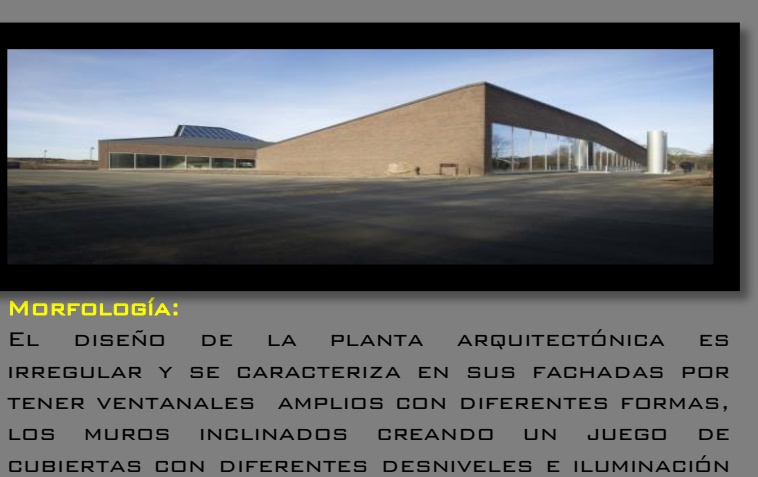 Morfología:
El diseño de la planta arquitectónica es
irregular y se caracteriza en sus fachadas por
tener ventanales amplios con diferentes formas,
los muros inclinados creando un juego de
cubiertas con diferentes desniveles e iluminación